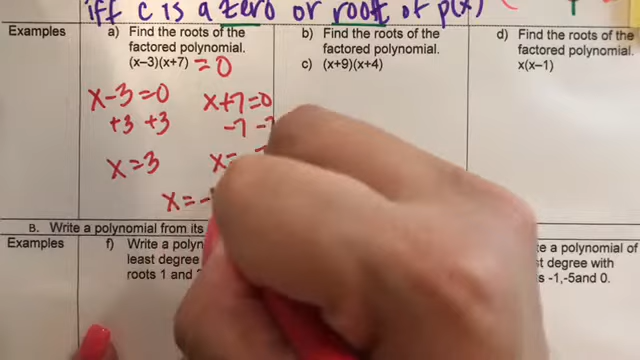 iff c is a zero or root of p(x)
Examples
a) Find the roots of the
factored polynomial.
(x–3)(x+7) = 0
x-3=0 x+7=0
+3 +3 -7 -7
x=3 x=
x=-
b) Find the roots of the
factored polynomial.
c) (x+9)(x+4)
d) Find the roots of the
factored polynomial.
x(x–1)
B. Write a polynomial from its
Examples
f) Write a polyn
least degree
roots 1 and
te a polynomial of
st degree with
s -1,-5and 0.